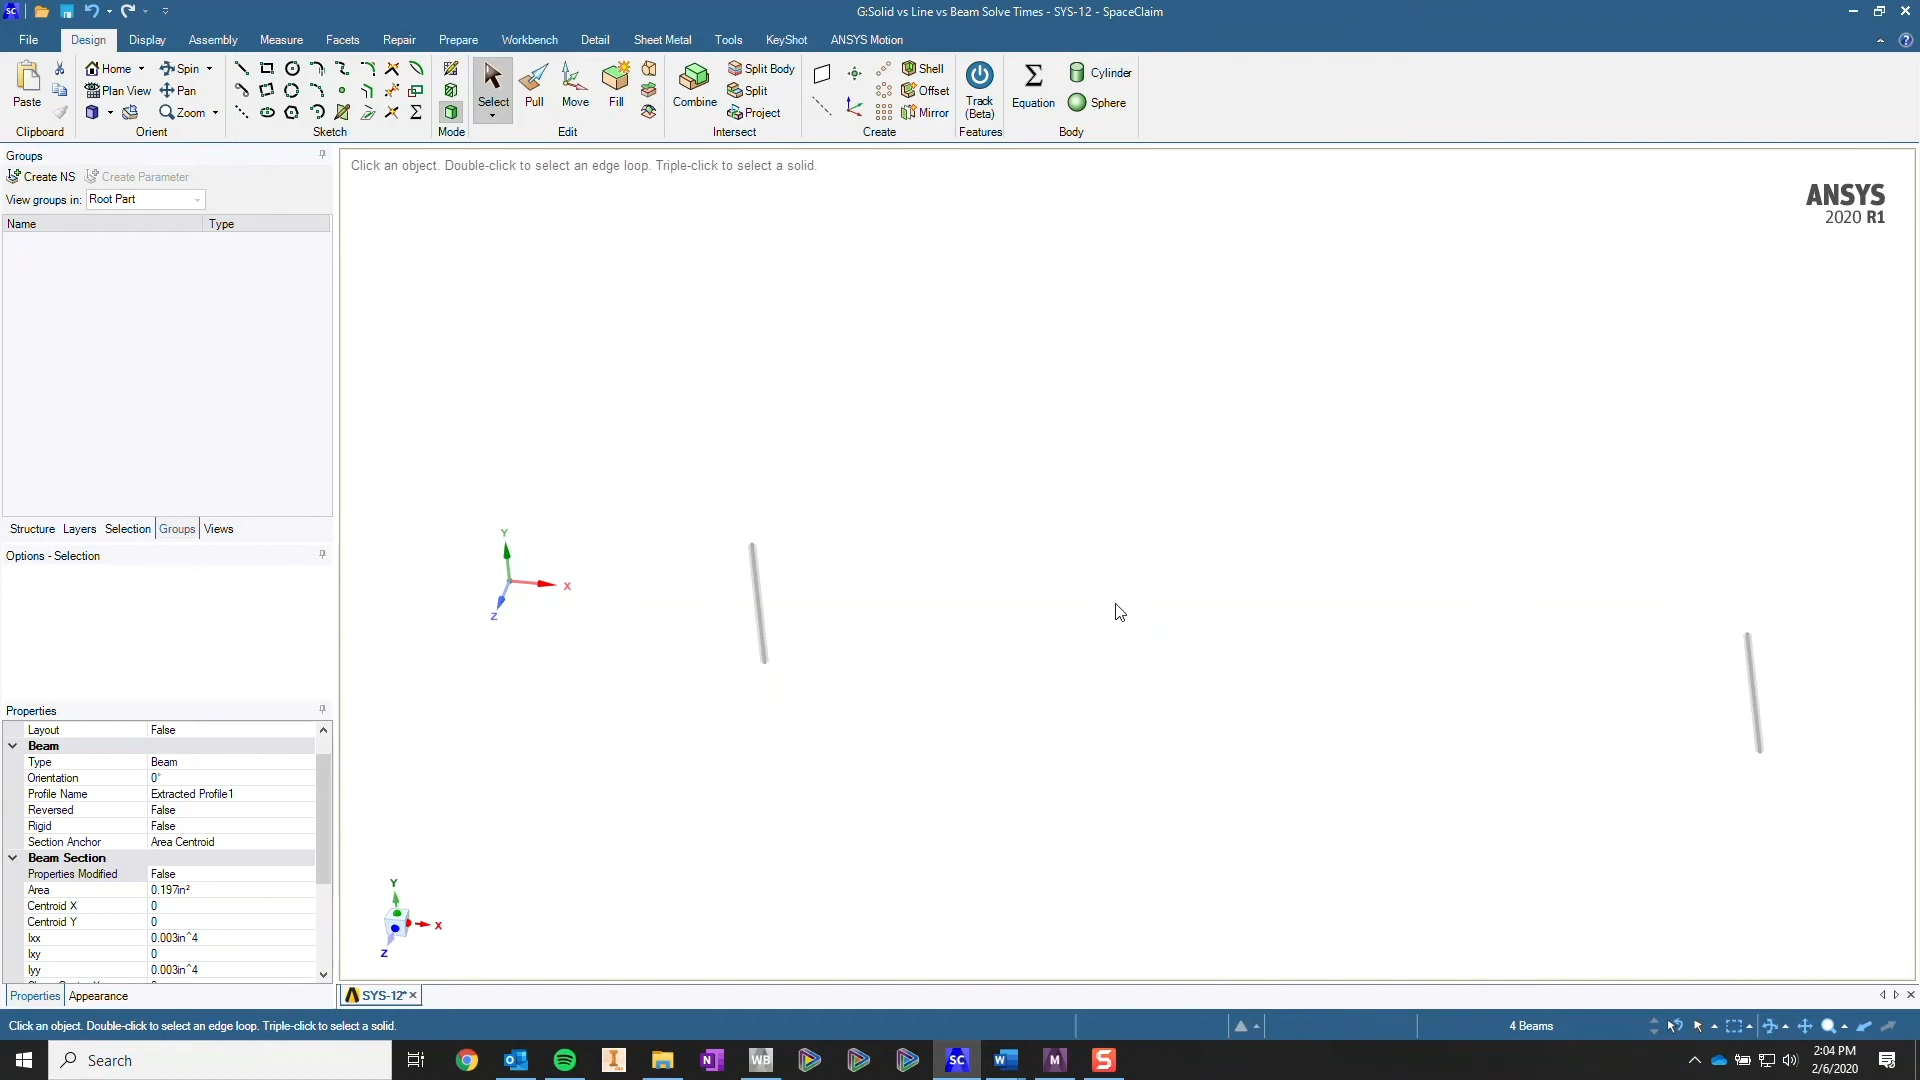 G:Solid vs Line vs Beam Solve Times - SYS-12 - SpaceClaim
File Design Display Assembly Measure Facets Repair Prepare Workbench Detail Sheet Metal Tools KeyShot ANSYS Motion
Paste
Clipboard
Home Spin
Plan View Pan
Zoom
Orient
Sketch
Mode
Select Pull Move Fill
Edit
Combine
Split Body
Split
Project
Intersect
Shell
Offset
Mirror
Create
Track
(Beta)
Features
Equation
Cylinder
Sphere
Body
Groups
Create NS Create Parameter
View groups in: Root Part
Name Type
Structure Layers Selection Groups Views
Options - Selection
Properties
Layout False
Beam
Type Beam
Orientation 0°
Profile Name Extracted Profile1
Reversed False
Rigid False
Section Anchor Area Centroid
Beam Section
Properties Modified False
Area 0.197in²
Centroid X 0
Centroid Y 0
Ixx 0.003in^4
Ixy 0
Iyy 0.003in^4
Properties Appearance
Click an object. Double-click to select an edge loop. Triple-click to select a solid.
ANSYS
2020 R1
Y
X
Z
Y
X
Z
SYS-12*
Click an object. Double-click to select an edge loop. Triple-click to select a solid.
4 Beams
Search
2:04 PM
2/6/2020